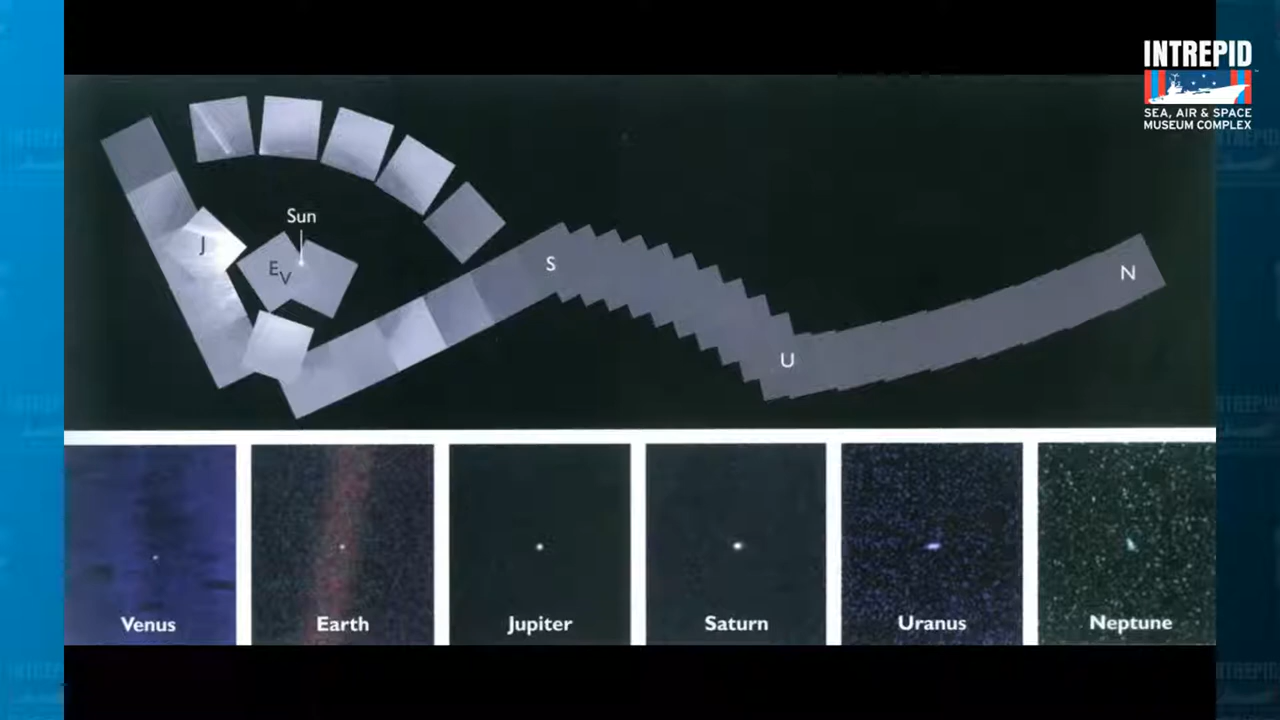 INTREPID
SEA, AIR & SPACE
MUSEUM COMPLEX
Sun
J
E
V
S
U
N
Venus
Earth
Jupiter
Saturn
Uranus
Neptune